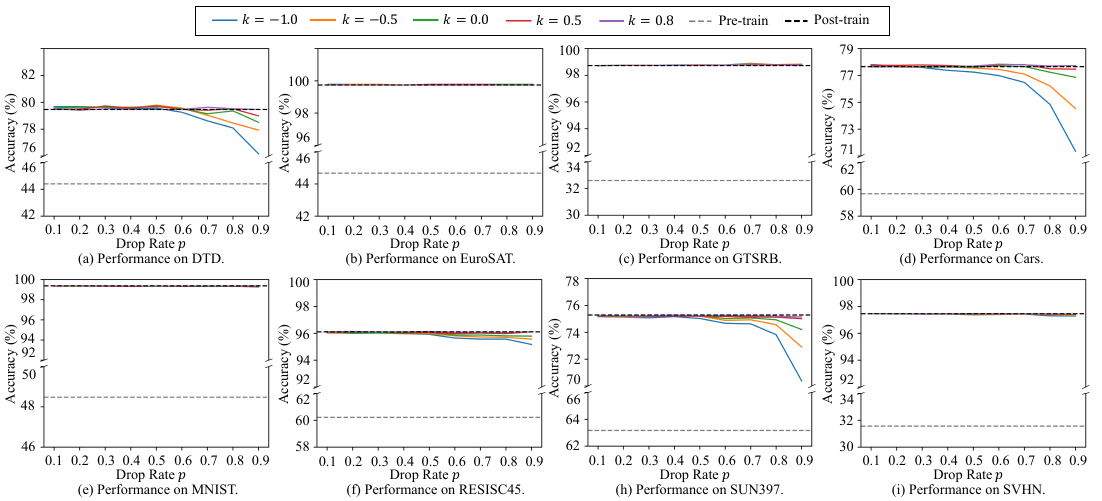 k = −1.0 k = −0.5 k = 0.0 k = 0.5 k = 0.8 Pre-train Post-train
Accuracy (%)
82
80
78
76
46
44
42
0.1 0.2 0.3 0.4 0.5 0.6 0.7 0.8 0.9
Drop Rate p
(a) Performance on DTD.
Accuracy (%)
100
98
96
46
44
42
0.1 0.2 0.3 0.4 0.5 0.6 0.7 0.8 0.9
Drop Rate p
(b) Performance on EuroSAT.
Accuracy (%)
100
98
96
94
92
34
32
30
0.1 0.2 0.3 0.4 0.5 0.6 0.7 0.8 0.9
Drop Rate p
(c) Performance on GTSRB.
Accuracy (%)
79
77
75
73
71
62
60
58
0.1 0.2 0.3 0.4 0.5 0.6 0.7 0.8 0.9
Drop Rate p
(d) Performance on Cars.
Accuracy (%)
100
98
96
94
92
50
48
46
0.1 0.2 0.3 0.4 0.5 0.6 0.7 0.8 0.9
Drop Rate p
(e) Performance on MNIST.
Accuracy (%)
100
98
96
94
92
62
60
58
0.1 0.2 0.3 0.4 0.5 0.6 0.7 0.8 0.9
Drop Rate p
(f) Performance on RESISC45.
Accuracy (%)
78
76
74
72
70
66
64
62
0.1 0.2 0.3 0.4 0.5 0.6 0.7 0.8 0.9
Drop Rate p
(h) Performance on SUN397.
Accuracy (%)
100
96
94
92
34
32
30
0.1 0.2 0.3 0.4 0.5 0.6 0.7 0.8 0.9
Drop Rate p
(i) Performance on SVHN.